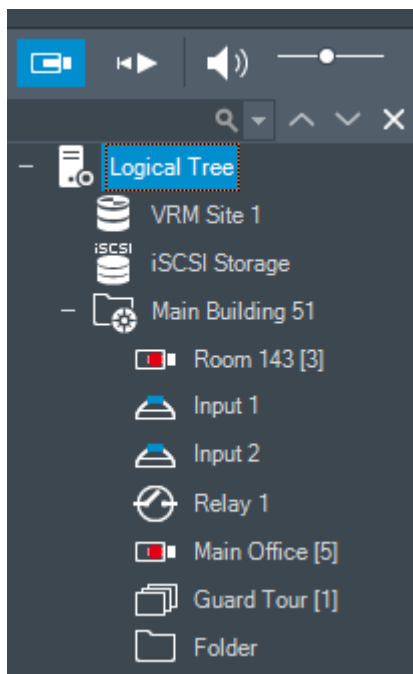 Logical Tree
VRM Site 1
iSCSI
iSCSI Storage
Main Building 51
Room 143 [3]
Input 1
Input 2
Relay 1
Main Office [5]
Guard Tour [1]
Folder